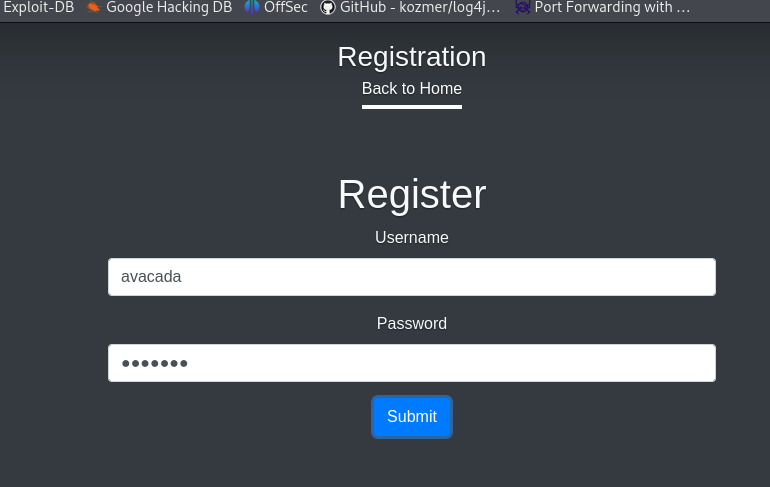 Exploit-DB Google Hacking DB OffSec GitHub - kozmer/log4j... Port Forwarding with ...
Registration
Back to Home
Register
Username
avacada
Password
●●●●●●●
Submit